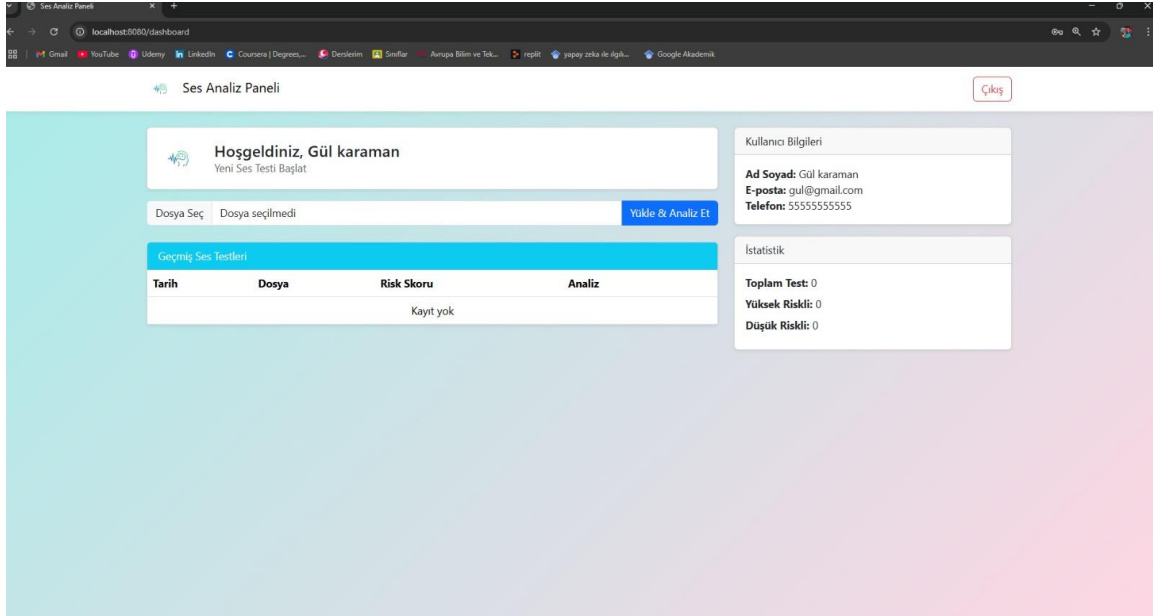 Ses Analiz Paneli
localhost:8080/dashboard
Gmail YouTube Udemy LinkedIn Coursera | Degrees,... Derslerim Sınıflar Avrupa Bilim ve Tek... replit yapay zeka ile ilgili... Google Akademik
Ses Analiz Paneli
Çıkış
Hoşgeldiniz, Gül karaman
Yeni Ses Testi Başlat
Dosya Seç Dosya seçilmedi Yükle & Analiz Et
Geçmiş Ses Testleri
Tarih Dosya Risk Skoru Analiz
Kayıt yok
Kullanıcı Bilgileri
Ad Soyad: Gül karaman
E-posta: gul@gmail.com
Telefon: 55555555555
İstatistik
Toplam Test: 0
Yüksek Riskli: 0
Düşük Riskli: 0